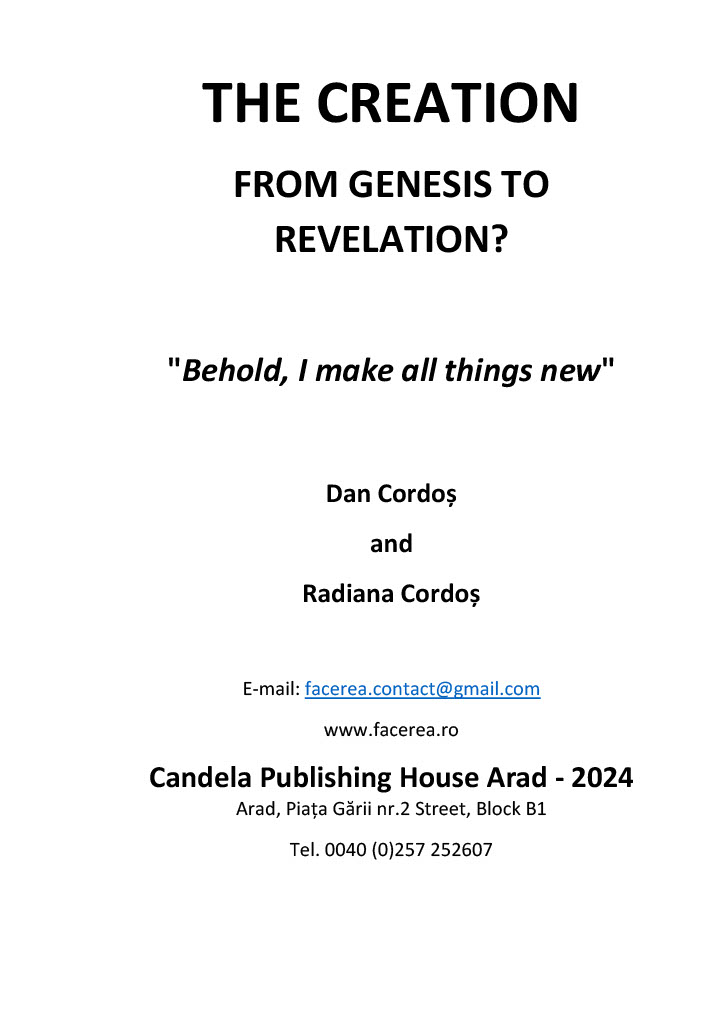 THE CREATION
FROM GENESIS TO
REVELATION?
"Behold, I make all things new"
Dan Cordoș
and
Radiana Cordoș
E-mail: facerea.contact@gmail.com
www.facerea.ro
Candela Publishing House Arad - 2024
Arad, Piața Gării nr.2 Street, Block B1
Tel. 0040 (0)257 252607